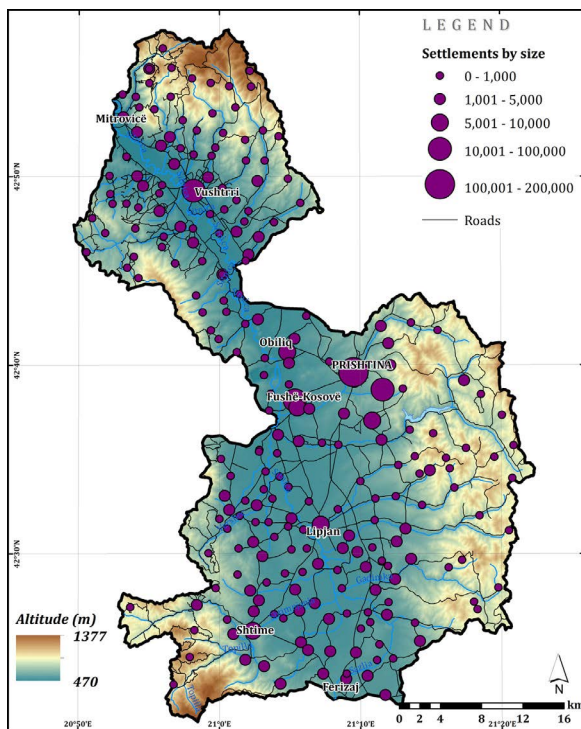 LEGEND
Settlements by size
0 - 1,000
1,001 - 5,000
5,001 - 10,000
10,001 - 100,000
100,001 - 200,000
Roads
Mitrovicë
Vushtrri
Obiliq
PRISHTINA
Fushë-Kosovë
Lipjan
Shtime
Ferizaj
42°50'
42°40'
42°30'N
Altitude (m)
1377
470
N
km
0 2 4 8 12 16
20°50'E
21°0'
21°10'
21°20'E